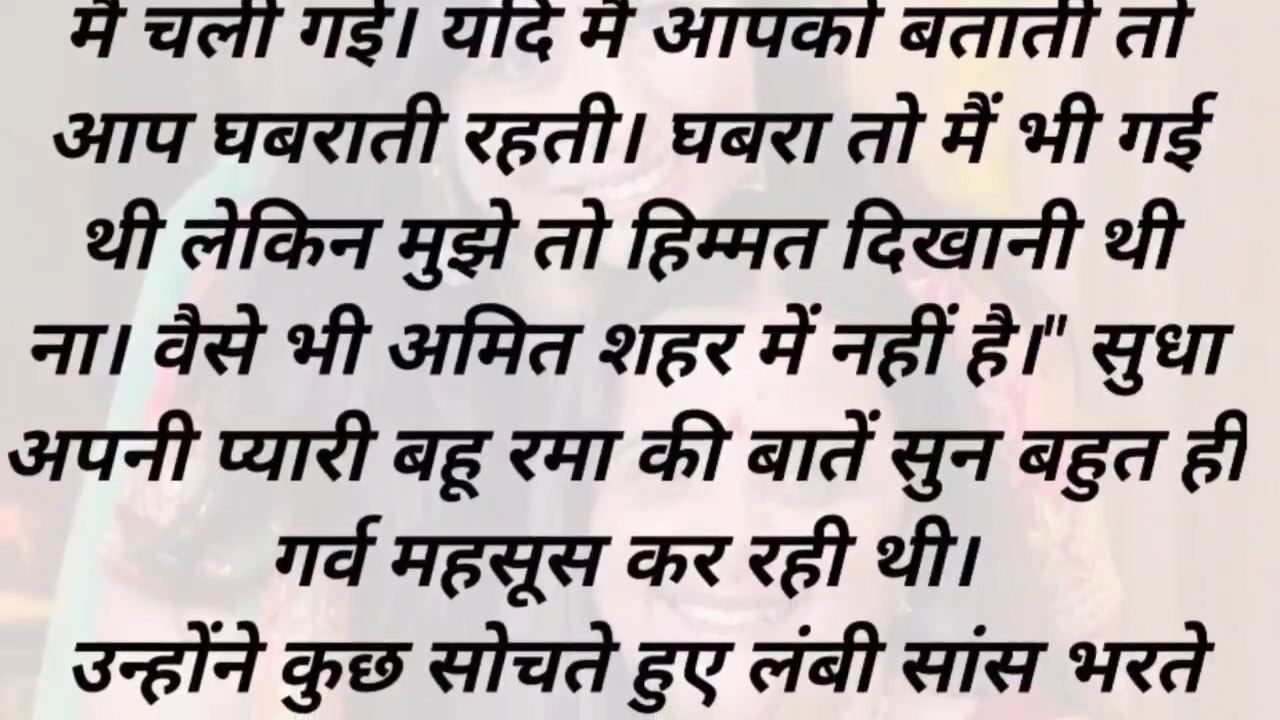 मैं चली गई। यदि मैं आपको बताती तो
आप घबराती रहती। घबरा तो मैं भी गई
थी लेकिन मुझे तो हिम्मत दिखानी थी
ना। वैसे भी अमित शहर में नहीं है।" सुधा
अपनी प्यारी बहू रमा की बातें सुन बहुत ही
गर्व महसूस कर रही थी।
उन्होंने कुछ सोचते हुए लंबी सांस भरते